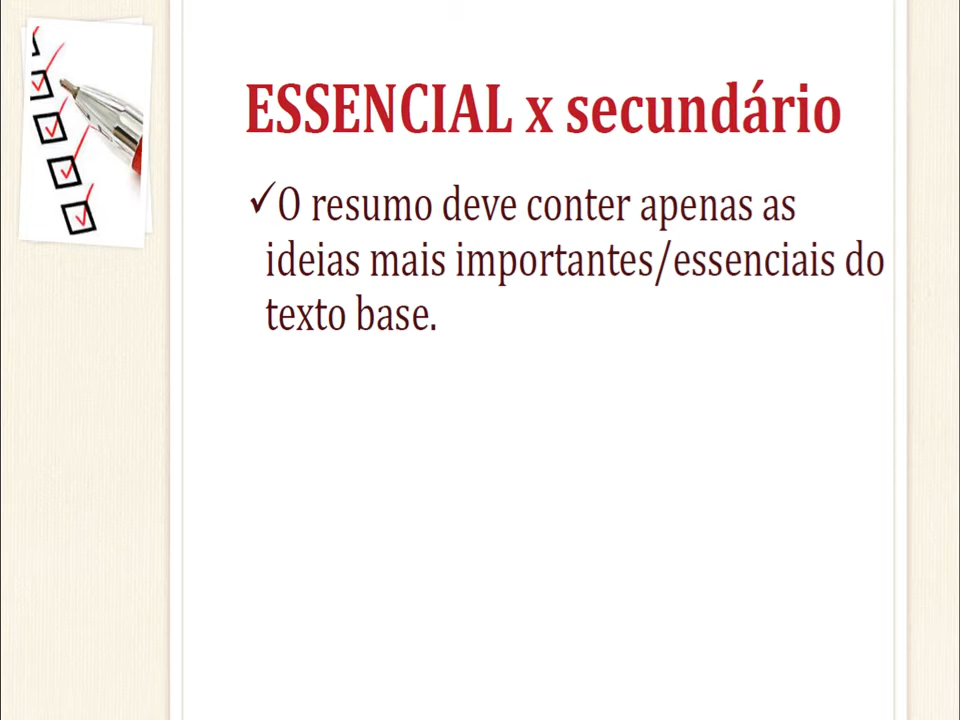 ESSENCIAL x secundário
✓O resumo deve conter apenas as
ideias mais importantes/essenciais do
texto base.